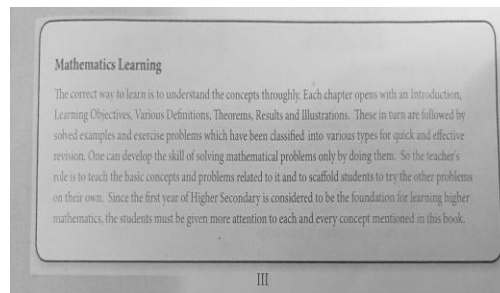 Mathematics Learning
The correct way to learn is to understand the concepts throughly. Each chapter opens with an Introduction,
Learning Objectives, Various Definitions, Theorems, Results and Illustrations. These in turn are followed by
solved examples and exercise problems which have been classified into various types for quick and effective
revision. One can develop the skill of solving mathematical problems only by doing them. So the teacher's
role is to teach the basic concepts and problems related to it and to scaffold students to try the other problems
on their own. Since the first year of Higher Secondary is considered to be the foundation for learning higher
mathematics, the students must be given more attention to each and every concept mentioned in this book.
III